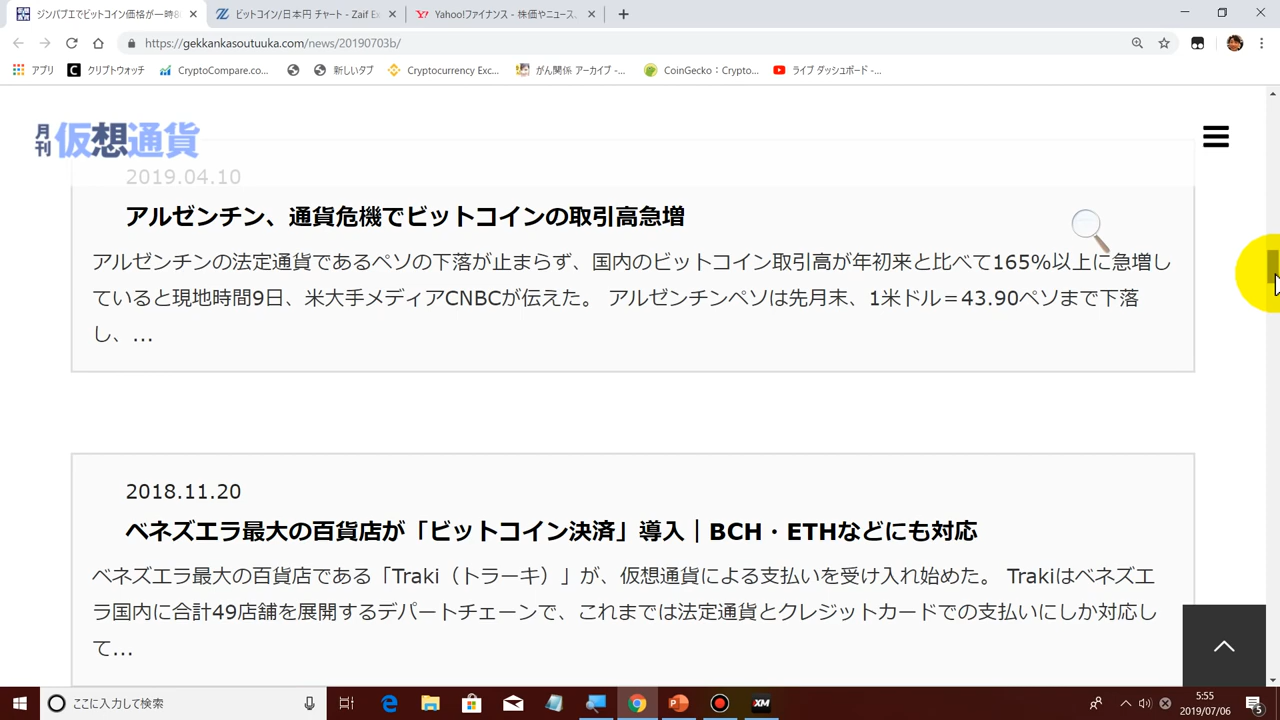 ジンバブエでビットコイン価格が一時8
ビットコイン/日本円 チャート - Zaif Ex
Yahoo!ファイナンス - 株価やニュース、
https://gekkankasoutuuka.com/news/20190703b/
アプリ
クリプトウォッチ
CryptoCompare.co...
新しいタブ
Cryptocurrency Exc...
がん関係 アーカイブ -...
CoinGecko：Crypto...
ライブ ダッシュボード -...
月刊仮想通貨
2019.04.10
アルゼンチン、通貨危機でビットコインの取引高急増
アルゼンチンの法定通貨であるペソの下落が止まらず、国内のビットコイン取引高が年初来と比べて165%以上に急増し
ていると現地時間9日、米大手メディアCNBCが伝えた。 アルゼンチンペソは先月末、1米ドル＝43.90ペソまで下落
し、...
2018.11.20
ベネズエラ最大の百貨店が「ビットコイン決済」導入｜BCH・ETHなどにも対応
ベネズエラ最大の百貨店である「Traki（トラーキ）」が、仮想通貨による支払いを受け入れ始めた。 Trakiはベネズエ
ラ国内に合計49店舗を展開するデパートチェーンで、これまでは法定通貨とクレジットカードでの支払いにしか対応し
て...
ここに入力して検索
XM
5:55
2019/07/06
5